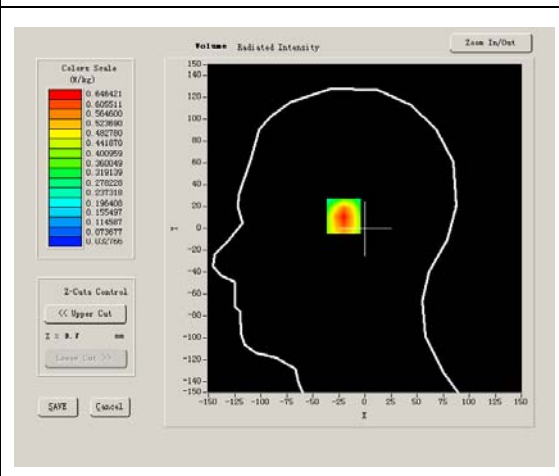 Volume Radiated Intensity
Zoom In/Out
Colors Scale
(W/kg)
0.646421
0.605511
0.564600
0.523690
0.482780
0.441870
0.400959
0.360049
0.319139
0.278228
0.237318
0.196408
0.155497
0.114587
0.073677
0.032766
Z-Cuts Control
<< Upper Cut
mm
Lower Cut >>
SAVE
Cancel
150
140
120
100
80
60
40
20
0
-20
-40
-60
-80
-100
-120
-140
-150
Y
-150 -125 -100 -75 -50 -25 0 25 50 75 100 125 150
X